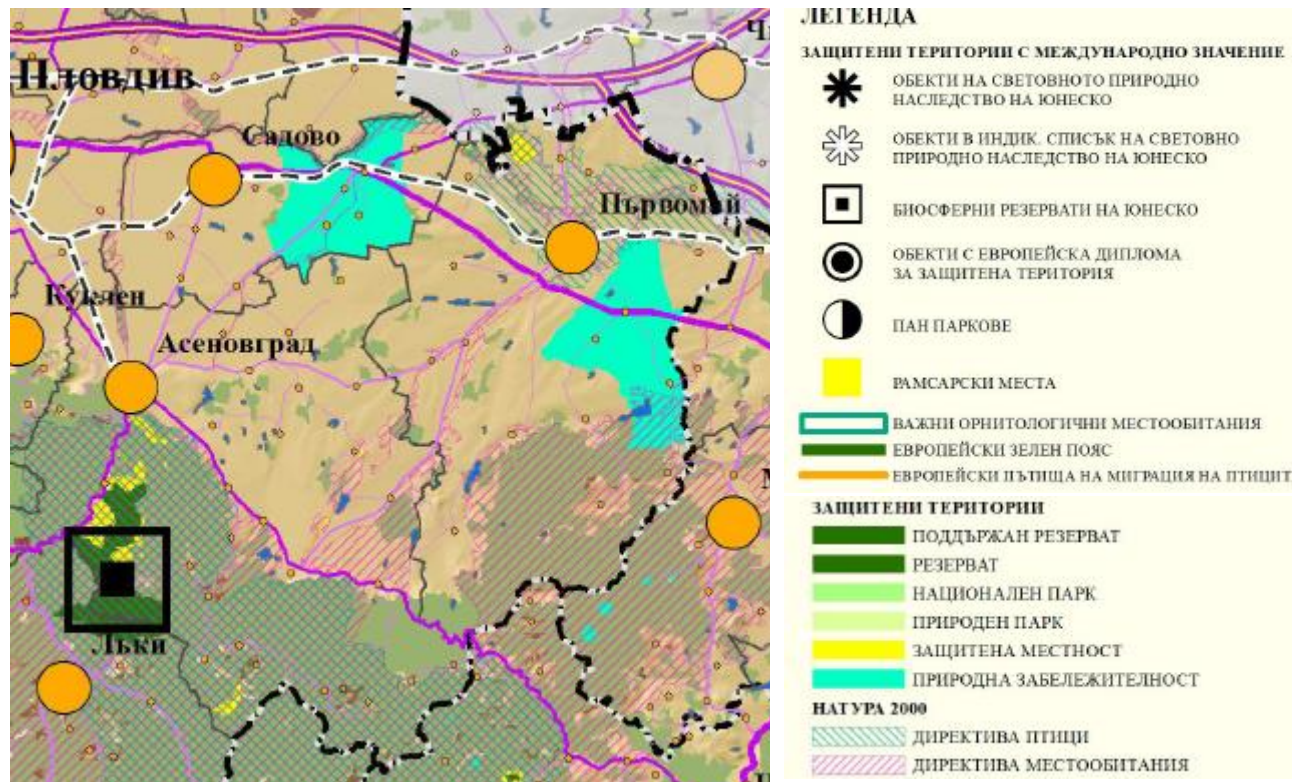 Пловдив
Садово
Първомай
Куклен
Асеновград
Лъки
ЛЕГЕНДА
ЗАЩИТЕНИ ТЕРИТОРИИ С МЕЖДУНАРОДНО ЗНАЧЕНИЕ
ОБЕКТИ НА СВЕТОВНОТО ПРИРОДНО
НАСЛЕДСТВО НА ЮНЕСКО
ОБЕКТИ В ИНДИК. СПИСЪК НА СВЕТОВНО
ПРИРОДНО НАСЛЕДСТВО НА ЮНЕСКО
БИОСФЕРНИ РЕЗЕРВАТИ НА ЮНЕСКО
ОБЕКТИ С ЕВРОПЕЙСКА ДИПЛОМА
ЗА ЗАЩИТЕНА ТЕРИТОРИЯ
ПАН ПАРКОВЕ
РАМСАРСКИ МЕСТА
ВАЖНИ ОРНИТОЛОГИЧНИ МЕСТООБИТАНИЯ
ЕВРОПЕЙСКИ ЗЕЛЕН ПОЯС
ЕВРОПЕЙСКИ ПЪТИЩА НА МИГРАЦИЯ НА ПТИЦИТ
ЗАЩИТЕНИ ТЕРИТОРИИ
ПОДДЪРЖАН РЕЗЕРВАТ
РЕЗЕРВАТ
НАЦИОНАЛЕН ПАРК
ПРИРОДЕН ПАРК
ЗАЩИТЕНА МЕСТНОСТ
ПРИРОДНА ЗАБЕЛЕЖИТЕЛНОСТ
НАТУРА 2000
ДИРЕКТИВА ПТИЦИ
ДИРЕКТИВА МЕСТООБИТАНИЯ